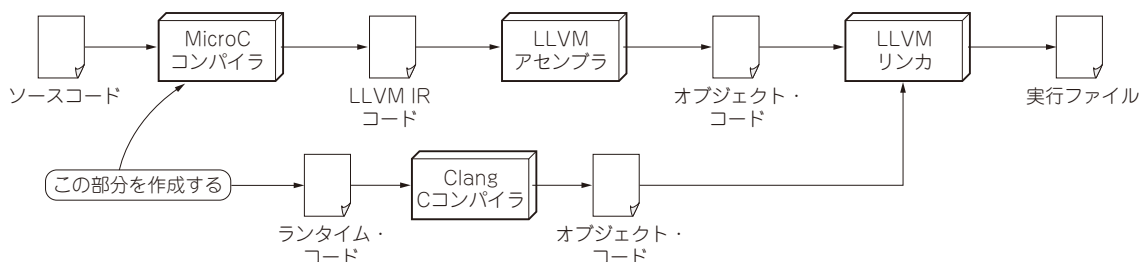 MicroC
コンパイラ
LLVM
アセンブラ
LLVM
リンカ
ソースコード
LLVM IR
コード
オブジェクト・
コード
実行ファイル
この部分を作成する
Clang
Cコンパイラ
ランタイム・
コード
オブジェクト・
コード